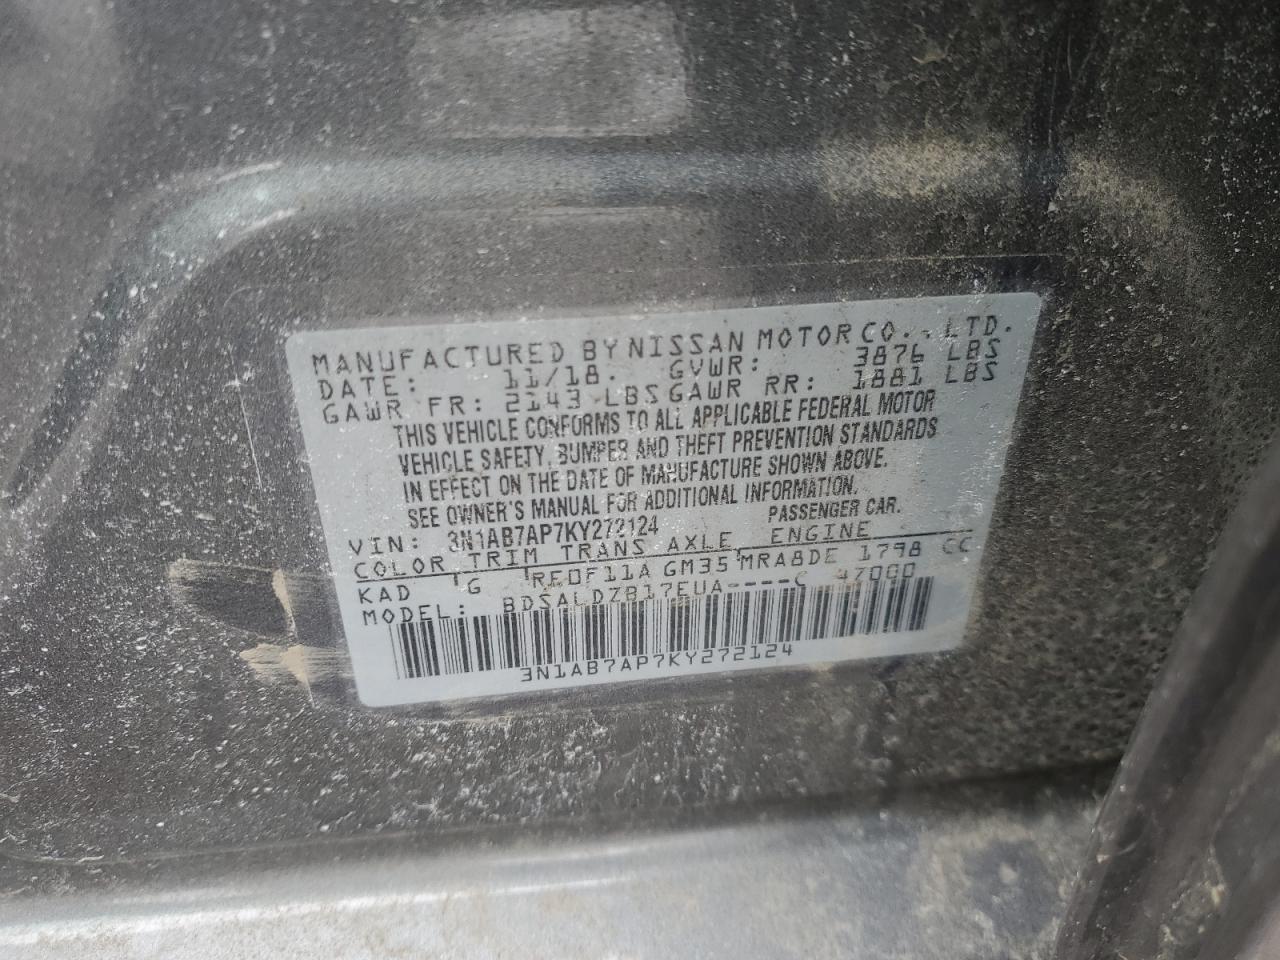 MANUFACTURED BY NISSAN MOTOR CO., LTD.
DATE: 11/18. GVWR: 3876 LBS
GAWR FR: 2143 LBS GAWR RR: 1881 LBS
THIS VEHICLE CONFORMS TO ALL APPLICABLE FEDERAL MOTOR
VEHICLE SAFETY, BUMPER AND THEFT PREVENTION STANDARDS
IN EFFECT ON THE DATE OF MANUFACTURE SHOWN ABOVE.
SEE OWNER'S MANUAL FOR ADDITIONAL INFORMATION.
VIN: 3N1AB7AP7KY272124 PASSENGER CAR.
COLOR TRIM TRANS AXLE ENGINE
KAD G RE0F11A GM35 MRA8DE 1798 CC
MODEL: BDSALDZB17EUA----C 47000
3N1AB7AP7KY272124